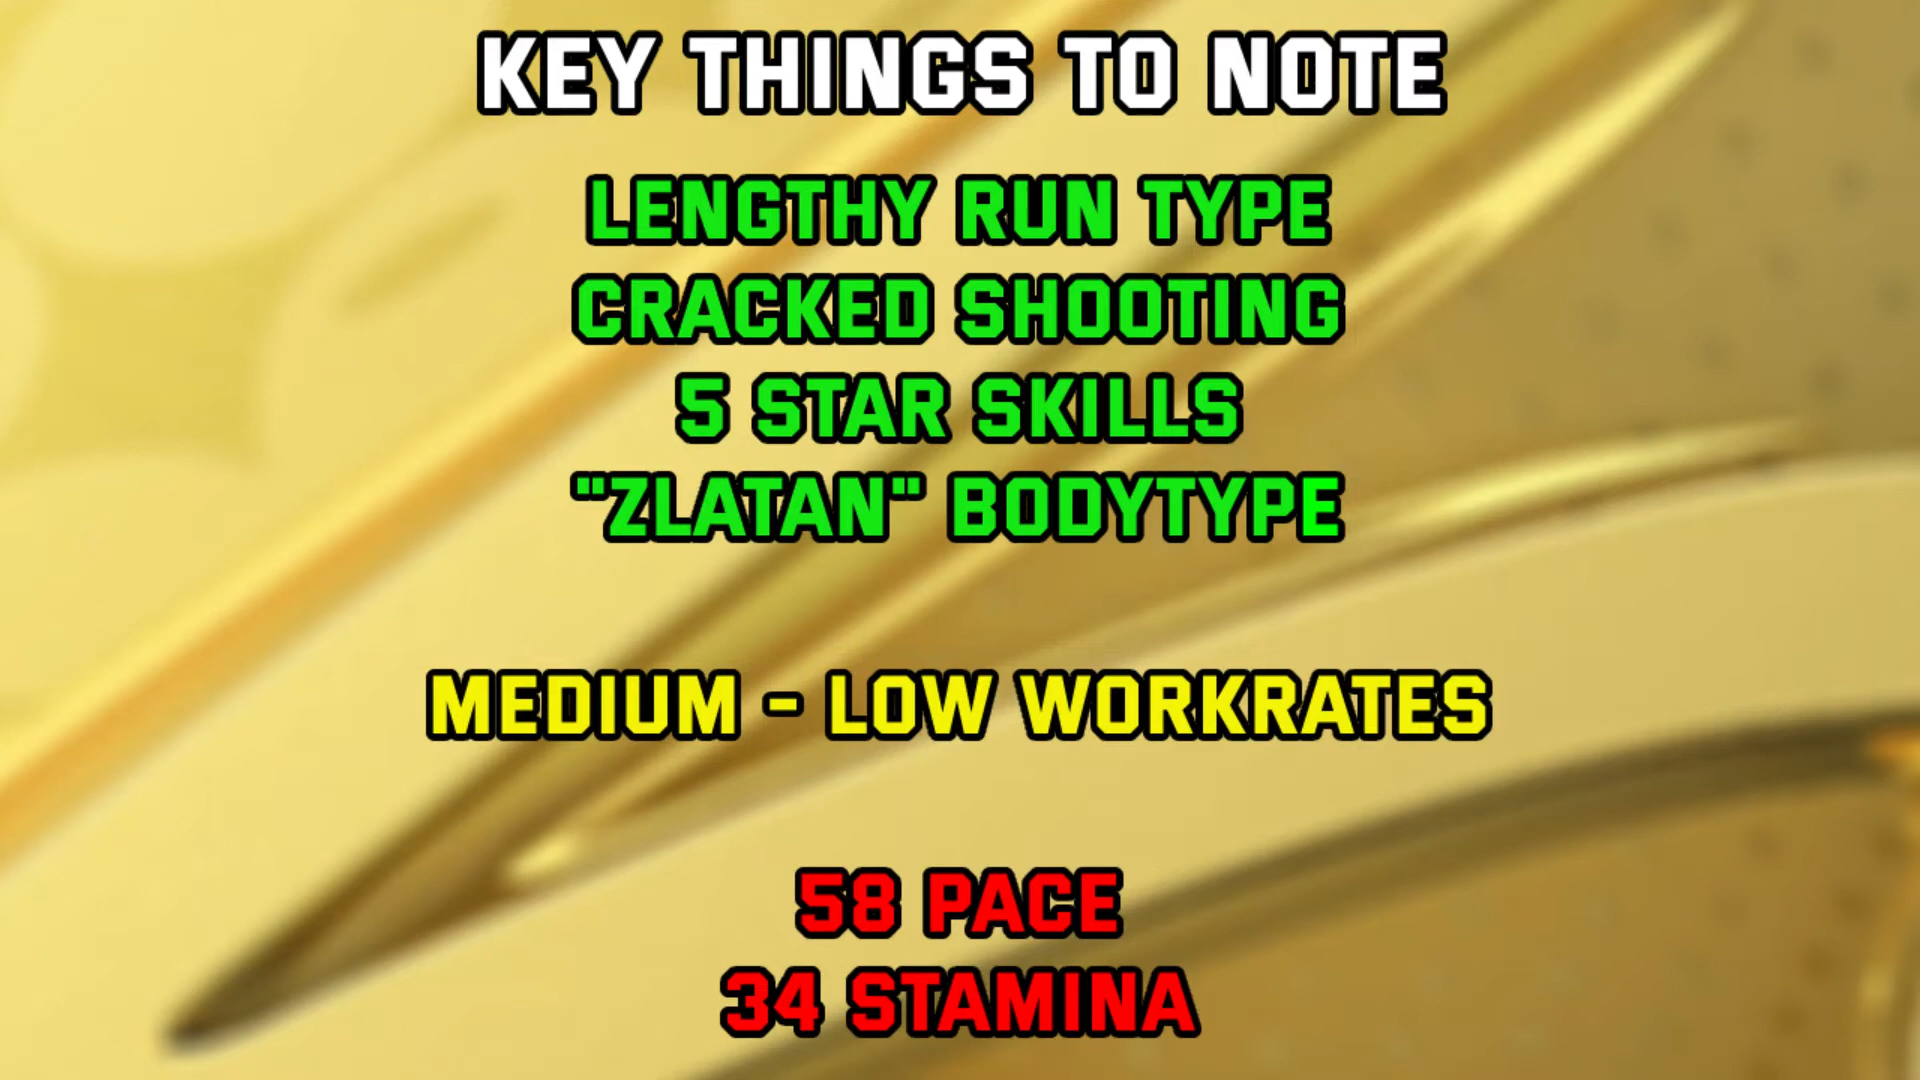 KEY THINGS TO NOTE
LENGTHY RUN TYPE
CRACKED SHOOTING
5 STAR SKILLS
"ZLATAN" BODYTYPE
MEDIUM - LOW WORKRATES
58 PACE
34 STAMINA